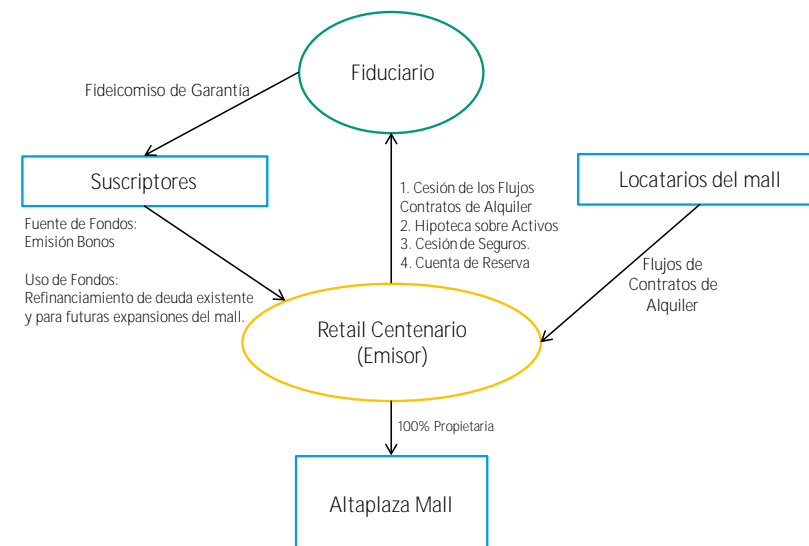 Fiduciario
Fideicomiso de Garantía
Suscriptores
Fuente de Fondos:
Emisión Bonos
Uso de Fondos:
Refinanciamiento de deuda existente
y para futuras expansiones del mall.
1. Cesión de los Flujos
Contratos de Alquiler
2. Hipoteca sobre Activos
3. Cesión de Seguros.
4. Cuenta de Reserva
Locatarios del mall
Flujos de
Contratos de
Alquiler
Retail Centenario
(Emisor)
100% Propietaria
Altaplaza Mall